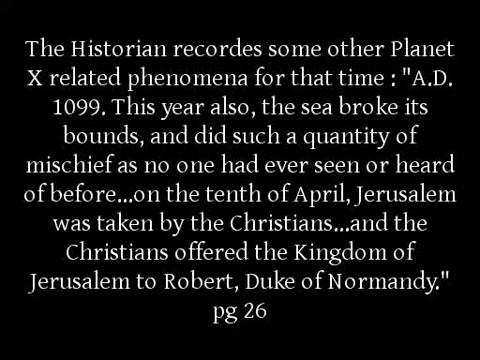 The Historian recordes some other Planet
X related phenomena for that time : "A.D.
1099. This year also, the sea broke its
bounds, and did such a quantity of
mischief as no one had ever seen or heard
of before...on the tenth of April, Jerusalem
was taken by the Christians...and the
Christians offered the Kingdom of
Jerusalem to Robert, Duke of Normandy."
pg 26